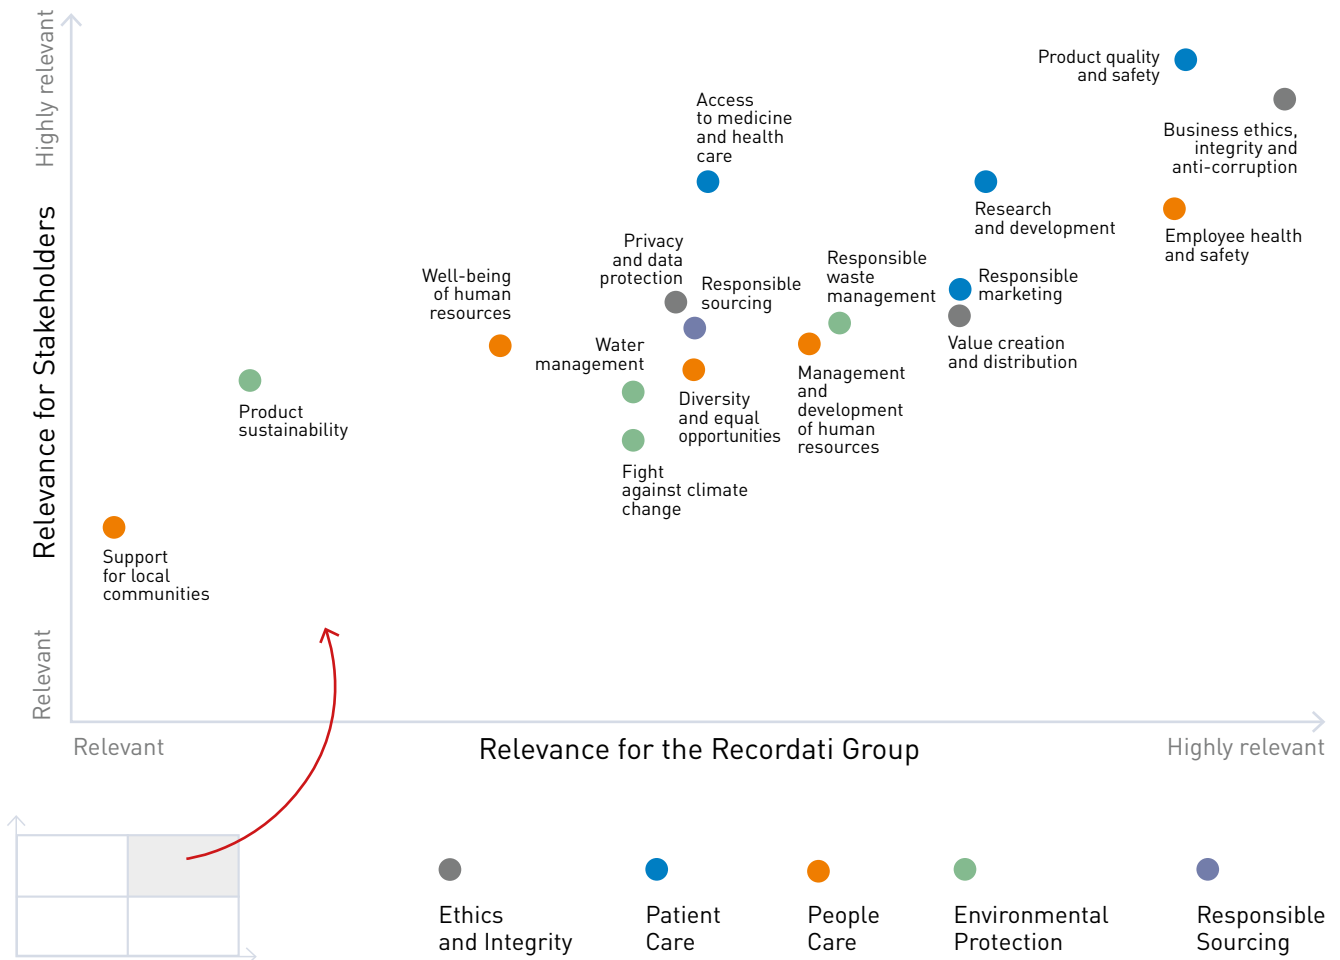 Highly relevant
Relevance for Stakeholders
Relevant
Product quality
and safety
Business ethics,
integrity and
anti-corruption
Access
to medicine
and health
care
Research
and development
Employee health
and safety
Privacy
and data
protection
Responsible
sourcing
Responsible
waste
management
Responsible
marketing
Value creation
and distribution
Well-being
of human
resources
Water
management
Diversity
and equal
opportunities
Management
and
development
of human
resources
Product
sustainability
Fight
against climate
change
Support
for local
communities
Relevant
Relevance for the Recordati Group
Highly relevant
Ethics
and Integrity
Patient
Care
People
Care
Environmental
Protection
Responsible
Sourcing